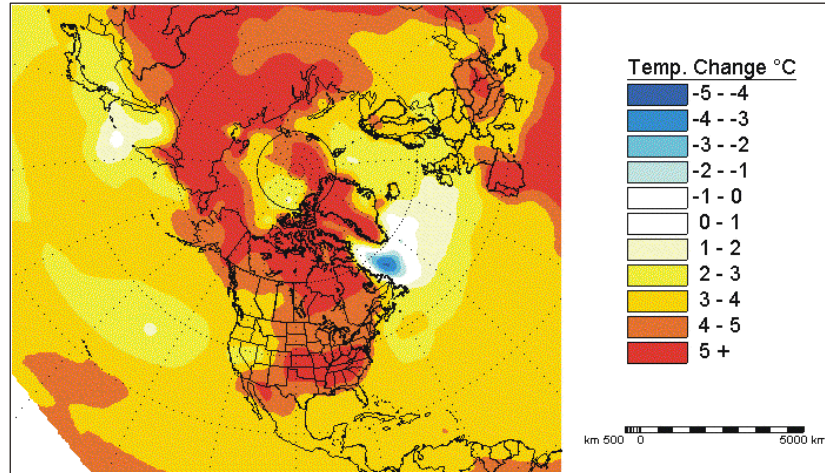 Temp. Change °C
-5 - -4
-4 - -3
-3 - -2
-2 - -1
-1 - 0
0 - 1
1 - 2
2 - 3
3 - 4
4 - 5
5 +
km 500 0 5000 km